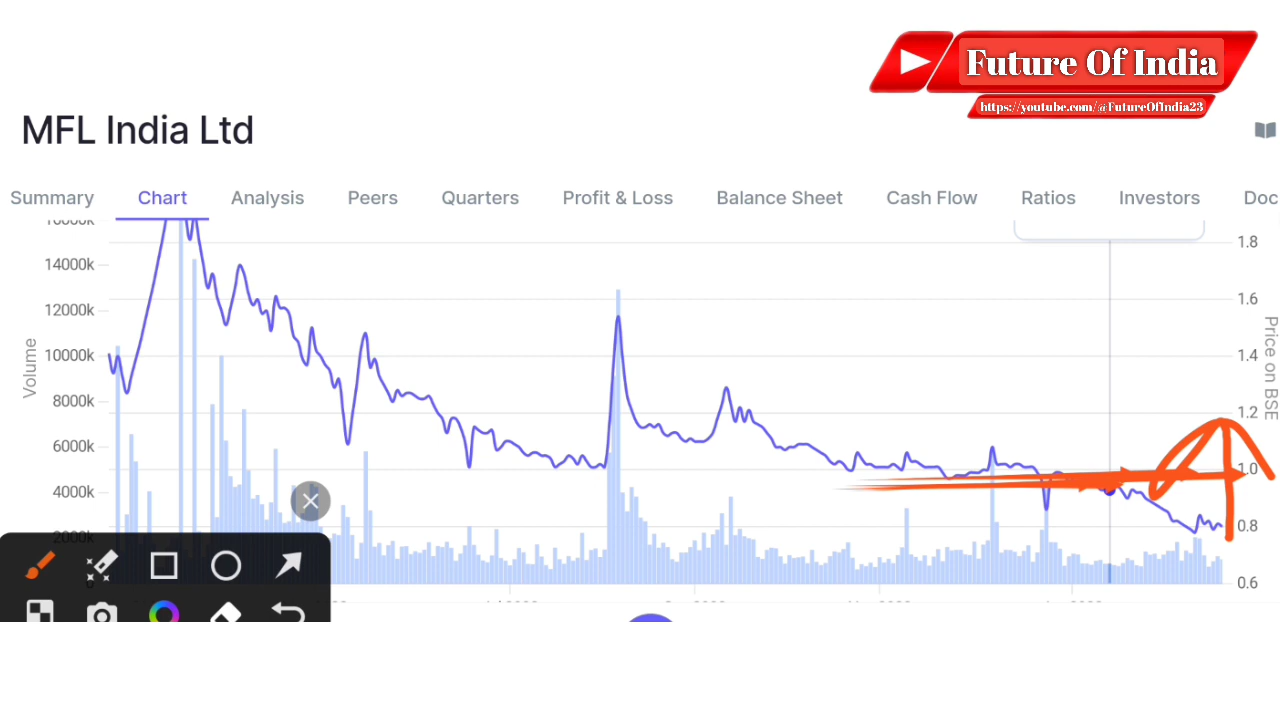 Future Of India
https://youtube.com/@FutureOfIndia23
MFL India Ltd
Summary Chart Analysis Peers Quarters Profit & Loss Balance Sheet Cash Flow Ratios Investors Doc
16000k
14000k
12000k
10000k
8000k
6000k
4000k
2000k
Volume
1.8
1.6
1.4
1.2
1.0
0.8
0.6
Price on BSE